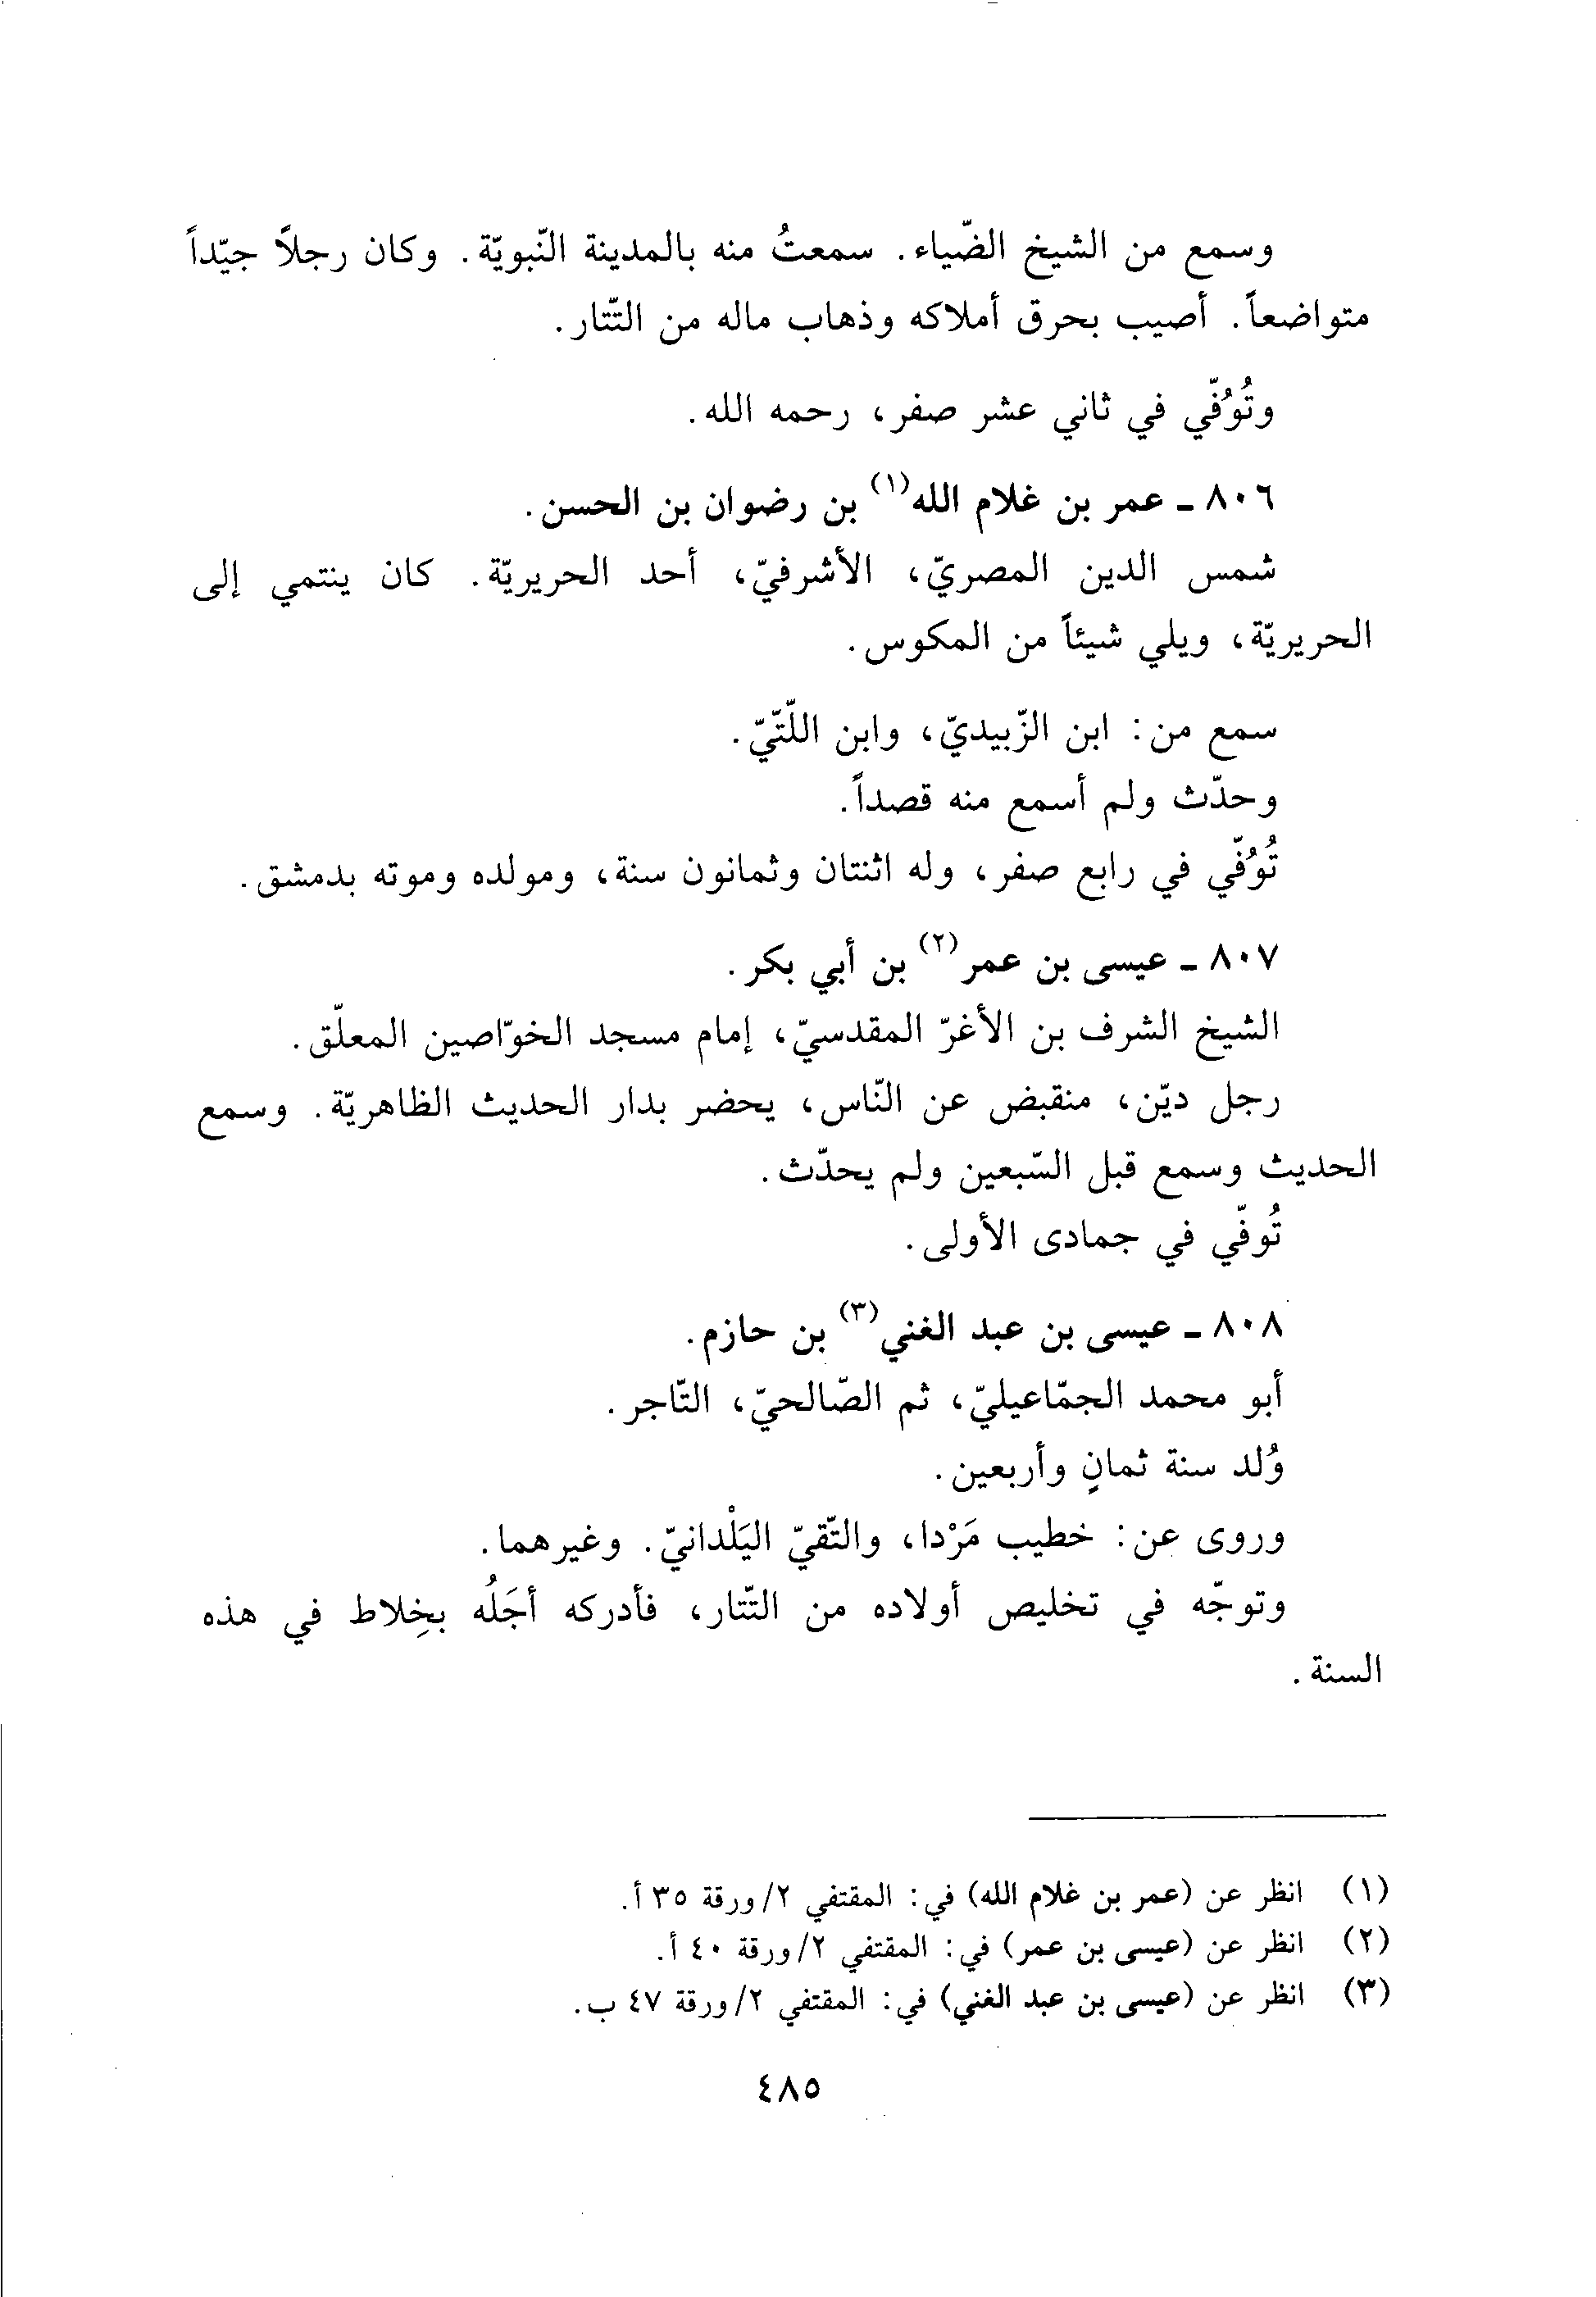 وسمع من الشيخ الضّياء. سمعتُ منه بالمدينة النّبويّة. وكان رجلاً جيّداً
متواضعاً. أصيب بحرق أملاكه وذهاب ماله من التّتار.
وتُوُفّي في ثاني عشر صفر، رحمه الله.
٨٠٦ ـ عمر بن غلام الله(١) بن رضوان بن الحسن.
شمس الدين المصريّ، الأشرفيّ، أحد الحريريّة. كان ينتمي إلى
الحريريّة، ويلي شيئاً من المكوس.
سمع من: ابن الزّبيديّ، وابن اللّتّيّ.
وحدّث ولم أسمع منه قصداً.
تُوُفّي في رابع صفر، وله اثنتان وثمانون سنة، ومولده وموته بدمشق.
٨٠٧ ـ عيسى بن عمر(٢) بن أبي بكر.
الشيخ الشرف بن الأغرّ المقدسيّ، إمام مسجد الخوّاصين المعلّق.
رجل ديّن، منقبض عن النّاس، يحضر بدار الحديث الظاهريّة. وسمع
الحديث وسمع قبل السّبعين ولم يحدّث.
تُوفّي في جمادى الأولى.
٨٠٨ ـ عيسى بن عبد الغني(٣) بن حازم.
أبو محمد الجمّاعيليّ، ثم الصّالحيّ، التّاجر.
وُلد سنة ثمانٍ وأربعين.
وروى عن: خطيب مَرْدا، والتّقيّ اليَلْدانيّ. وغيرهما.
وتوجّه في تخليص أولاده من التّتار، فأدركه أجَلُه بخِلاط في هذه
السنة.
(١) انظر عن (عمر بن غلام الله) في: المقتفي ٢/ورقة ٣٥ أ.
(٢) انظر عن (عيسى بن عمر) في: المقتفي ٢/ورقة ٤٠ أ.
(٣) انظر عن (عيسى بن عبد الغني) في: المقتفي ٢/ورقة ٤٧ ب.
٤٨٥